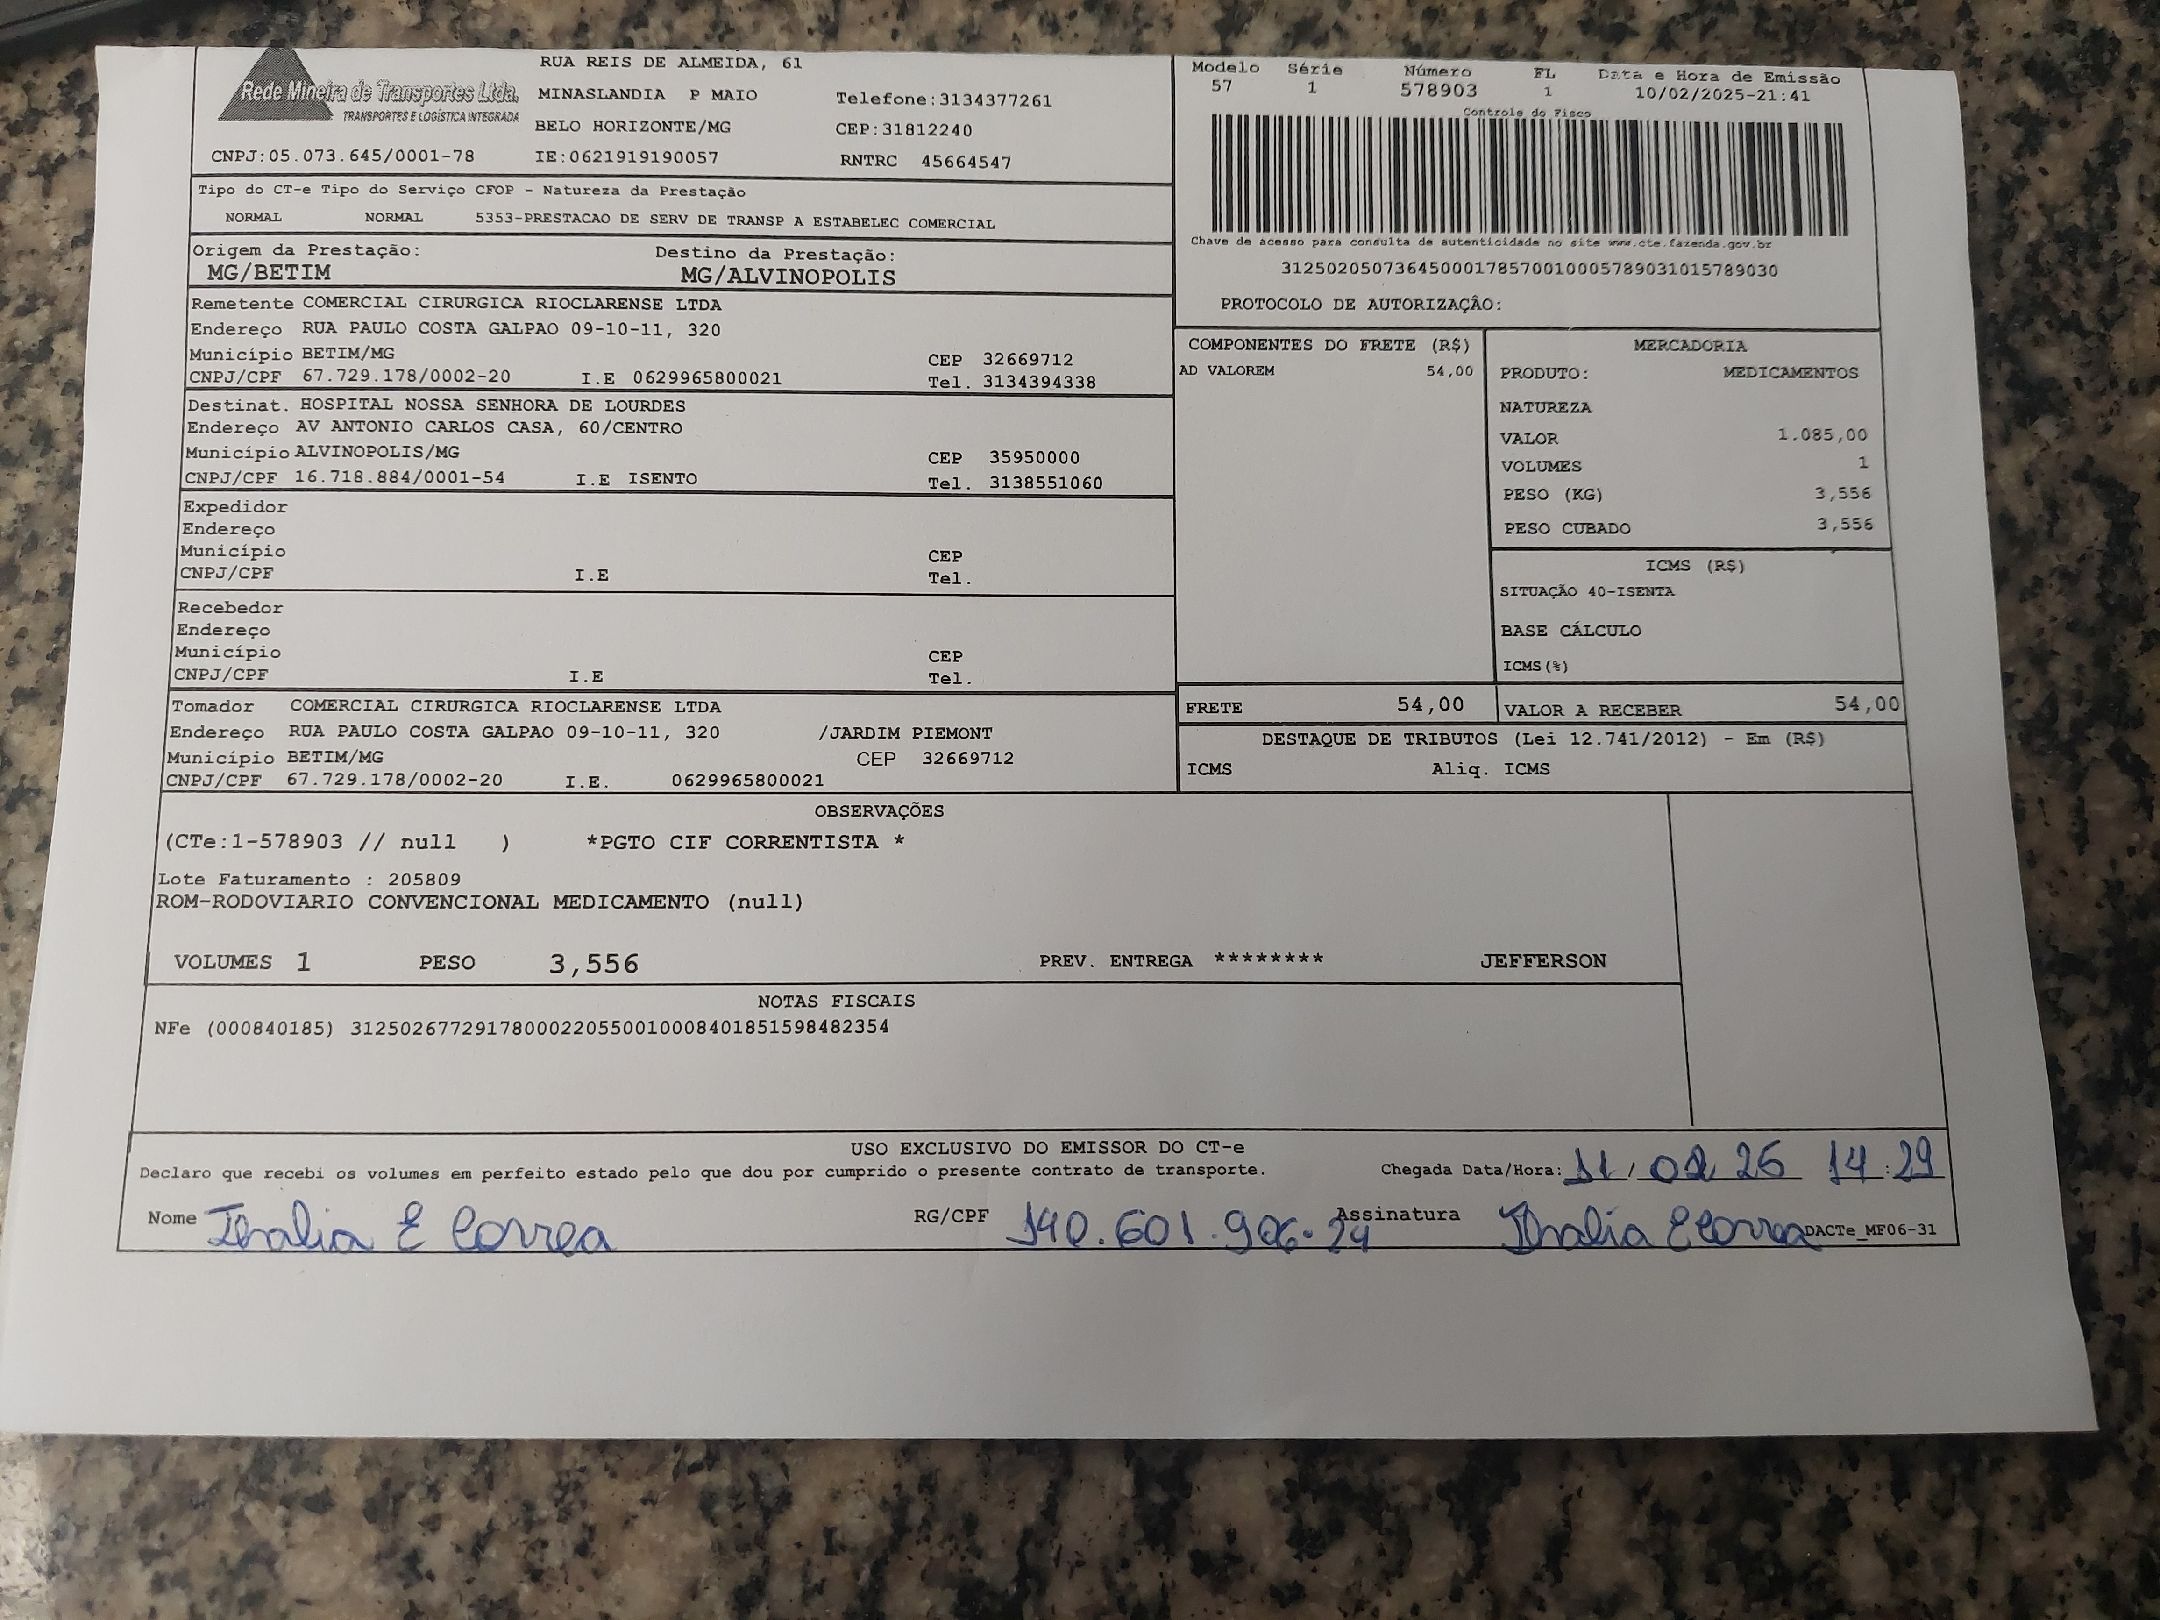 Rede Mineira de Transportes Ltda.
TRANSPORTES E LOGÍSTICA INTEGRADA
RUA REIS DE ALMEIDA, 61
MINASLANDIA P MAIO Telefone:3134377261
BELO HORIZONTE/MG CEP:31812240
CNPJ:05.073.645/0001-78 IE:0621919190057 RNTRC 45664547
Modelo Série Número FL Data e Hora de Emissão
57 1 578903 1 10/02/2025-21:41
Controle do Fisco
Chave de acesso para consulta de autenticidade no site www.cte.fazenda.gov.br
31250205073645000178570010005789031015789030
PROTOCOLO DE AUTORIZAÇÂO:
Tipo do CT-e Tipo do Serviço CFOP - Natureza da Prestação
NORMAL NORMAL 5353-PRESTACAO DE SERV DE TRANSP A ESTABELEC COMERCIAL
Origem da Prestação: Destino da Prestação:
MG/BETIM MG/ALVINOPOLIS
Remetente COMERCIAL CIRURGICA RIOCLARENSE LTDA
Endereço RUA PAULO COSTA GALPAO 09-10-11, 320
Município BETIM/MG CEP 32669712
CNPJ/CPF 67.729.178/0002-20 I.E 0629965800021 Tel. 3134394338
Destinat. HOSPITAL NOSSA SENHORA DE LOURDES
Endereço AV ANTONIO CARLOS CASA, 60/CENTRO
Município ALVINOPOLIS/MG CEP 35950000
CNPJ/CPF 16.718.884/0001-54 I.E ISENTO Tel. 3138551060
Expedidor
Endereço
Município CEP
CNPJ/CPF I.E Tel.
Recebedor
Endereço
Município CEP
CNPJ/CPF I.E Tel.
Tomador COMERCIAL CIRURGICA RIOCLARENSE LTDA
Endereço RUA PAULO COSTA GALPAO 09-10-11, 320 /JARDIM PIEMONT
Município BETIM/MG CEP 32669712
CNPJ/CPF 67.729.178/0002-20 I.E. 0629965800021
COMPONENTES DO FRETE (R$)
AD VALOREM 54,00
MERCADORIA
PRODUTO: MEDICAMENTOS
NATUREZA
VALOR 1.085,00
VOLUMES 1
PESO (KG) 3,556
PESO CUBADO 3,556
ICMS (R$)
SITUAÇÃO 40-ISENTA
BASE CÁLCULO
ICMS(%)
FRETE 54,00 VALOR A RECEBER 54,00
DESTAQUE DE TRIBUTOS (Lei 12.741/2012) - Em (R$)
ICMS Aliq. ICMS
OBSERVAÇÕES
(CTe:1-578903 // null ) *PGTO CIF CORRENTISTA *
Lote Faturamento : 205809
ROM-RODOVIARIO CONVENCIONAL MEDICAMENTO (null)
VOLUMES 1 PESO 3,556 PREV. ENTREGA ******** JEFFERSON
NOTAS FISCAIS
NFe (000840185) 31250267729178000220550010008401851598482354
USO EXCLUSIVO DO EMISSOR DO CT-e
Declaro que recebi os volumes em perfeito estado pelo que dou por cumprido o presente contrato de transporte. Chegada Data/Hora: 11/02 25 14:29
Nome Thalia E Correa RG/CPF 140.601.906-24 Assinatura Thalia E Correa DACTe_MF06-31